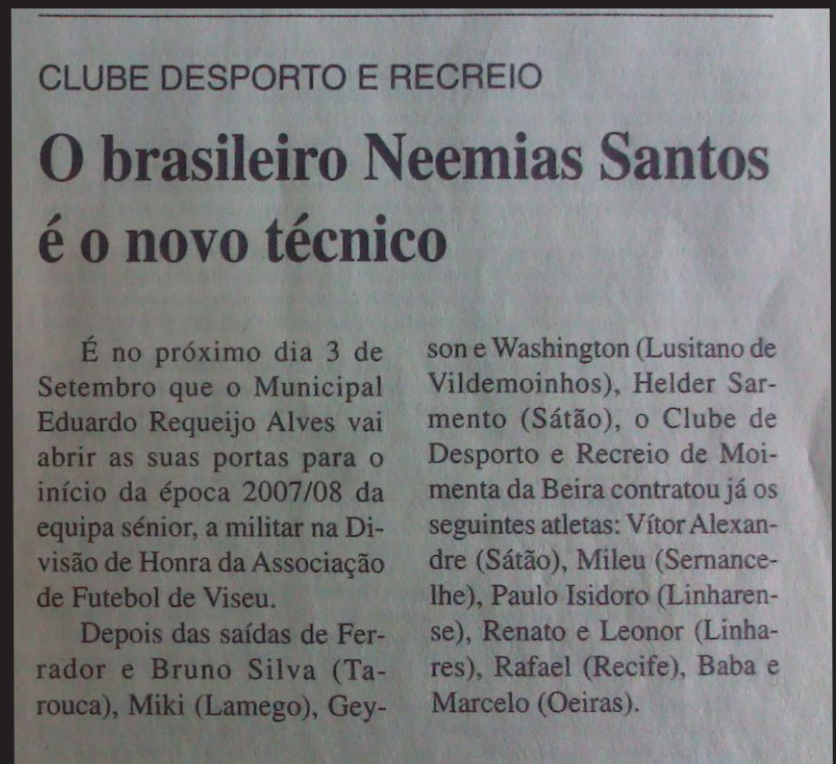 CLUBE DESPORTO E RECREIO
O brasileiro Neemias Santos
é o novo técnico
É no próximo dia 3 de
Setembro que o Municipal
Eduardo Requeijo Alves vai
abrir as suas portas para o
início da época 2007/08 da
equipa sénior, a militar na Di-
visão de Honra da Associação
de Futebol de Viseu.
Depois das saídas de Fer-
rador e Bruno Silva (Ta-
rouca), Miki (Lamego), Gey-
son e Washington (Lusitano de
Vildemoinhos), Helder Sar-
mento (Sátão), o Clube de
Desporto e Recreio de Moi-
menta da Beira contratou já os
seguintes atletas: Vítor Alexan-
dre (Sátão), Mileu (Sernance-
lhe), Paulo Isidoro (Linharen-
se), Renato e Leonor (Linha-
res), Rafael (Recife), Baba e
Marcelo (Oeiras).